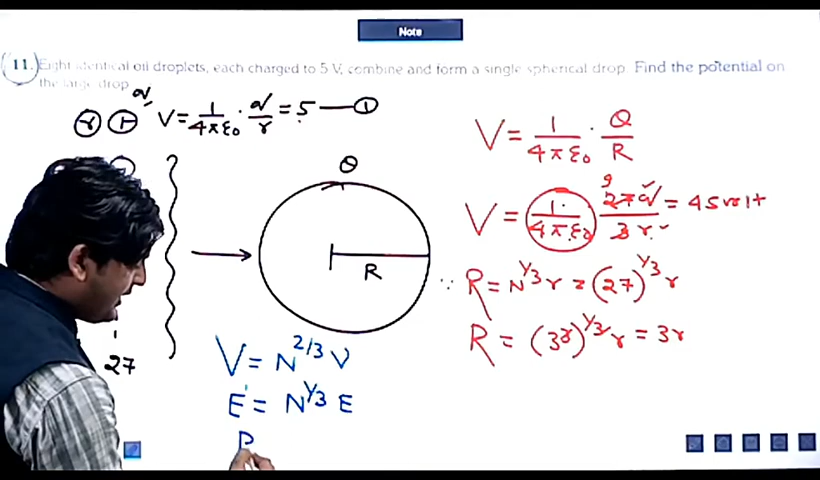 Note
11. Eight identical oil droplets, each charged to 5 V, combine and form a single spherical drop. Find the potential on
the large drop
q
r r V = 1/4πε₀ · q/r = 5 — ①
Q
R
27
V = N^2/3 V
E' = N^1/3 E
P
V = 1/4πε₀ · Q/R
V = 1/4πε₀ 9 27q/3r = 45 volt
∵ R = N^1/3 r = (27)^1/3 r
R = (3³)^1/3 r = 3r